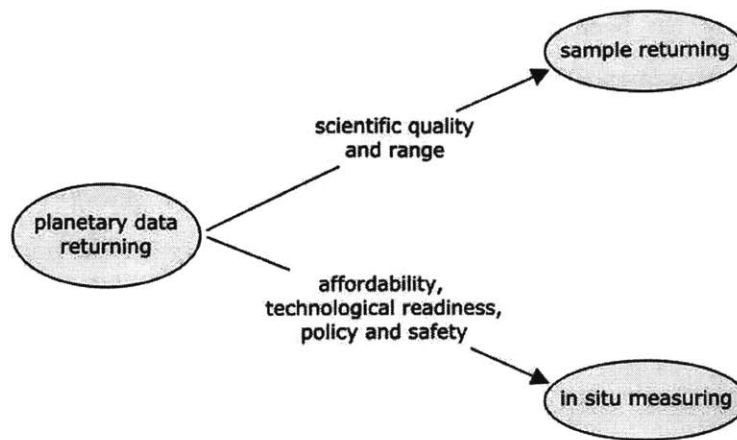 sample returning
scientific quality
and range
planetary data
returning
affordability,
technological readiness,
policy and safety
in situ measuring